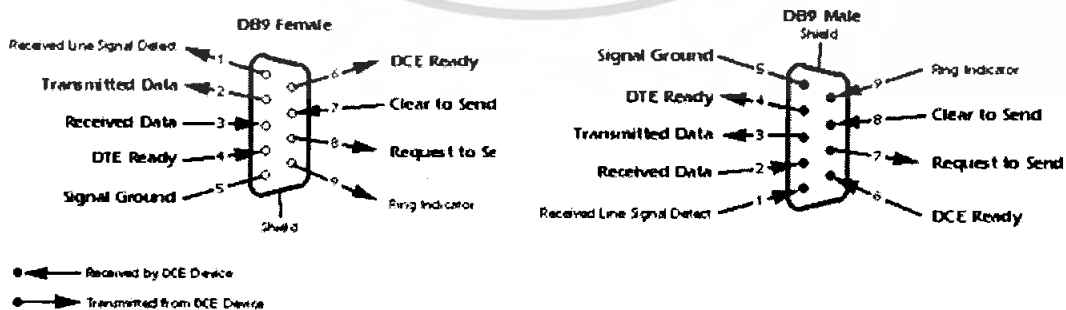 DB9 Female
Received Line Signal Detect
1
Transmitted Data
2
Received Data
3
DTE Ready
4
Signal Ground
5
6
DCE Ready
7
Clear to Send
8
Request to Se
9
Ring Indicator
Shield
DB9 Male
Shield
Signal Ground
5
DTE Ready
4
Transmitted Data
3
Received Data
2
Received Line Signal Detect
1
9
Ring Indicator
8
Clear to Send
7
Request to Send
6
DCE Ready
Received by DCE Device
Transmitted from DCE Device